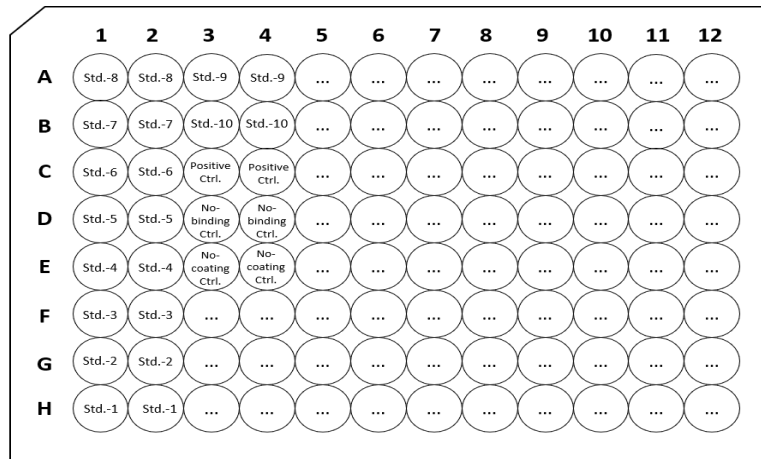 1 2 3 4 5 6 7 8 9 10 11 12
A Std.-8 Std.-8 Std.-9 Std.-9 ... ... ... ... ... ... ... ...
B Std.-7 Std.-7 Std.-10 Std.-10 ... ... ... ... ... ... ... ...
C Std.-6 Std.-6 Positive Ctrl. Positive Ctrl. ... ... ... ... ... ... ... ...
D Std.-5 Std.-5 No-binding Ctrl. No-binding Ctrl. ... ... ... ... ... ... ... ...
E Std.-4 Std.-4 No-coating Ctrl. No-coating Ctrl. ... ... ... ... ... ... ... ...
F Std.-3 Std.-3 ... ... ... ... ... ... ... ... ... ...
G Std.-2 Std.-2 ... ... ... ... ... ... ... ... ... ...
H Std.-1 Std.-1 ... ... ... ... ... ... ... ... ... ...